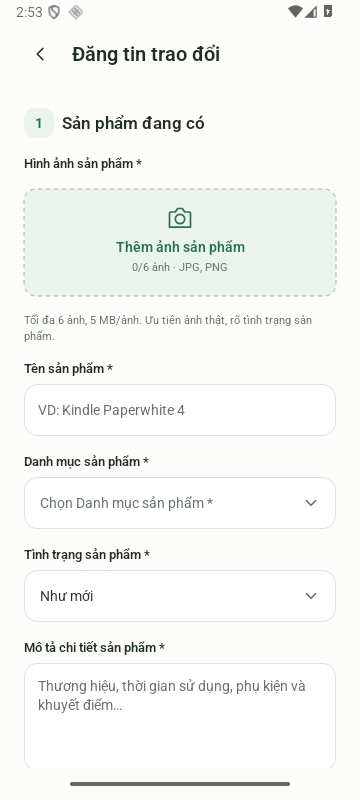 2:53
Đăng tin trao đổi
1 Sản phẩm đang có
Hình ảnh sản phẩm *
Thêm ảnh sản phẩm
0/6 ảnh · JPG, PNG
Tối đa 6 ảnh, 5 MB/ảnh. Ưu tiên ảnh thật, rõ tình trạng sản
phẩm.
Tên sản phẩm *
VD: Kindle Paperwhite 4
Danh mục sản phẩm *
Chọn Danh mục sản phẩm *
Tình trạng sản phẩm *
Như mới
Mô tả chi tiết sản phẩm *
Thương hiệu, thời gian sử dụng, phụ kiện và
khuyết điểm…